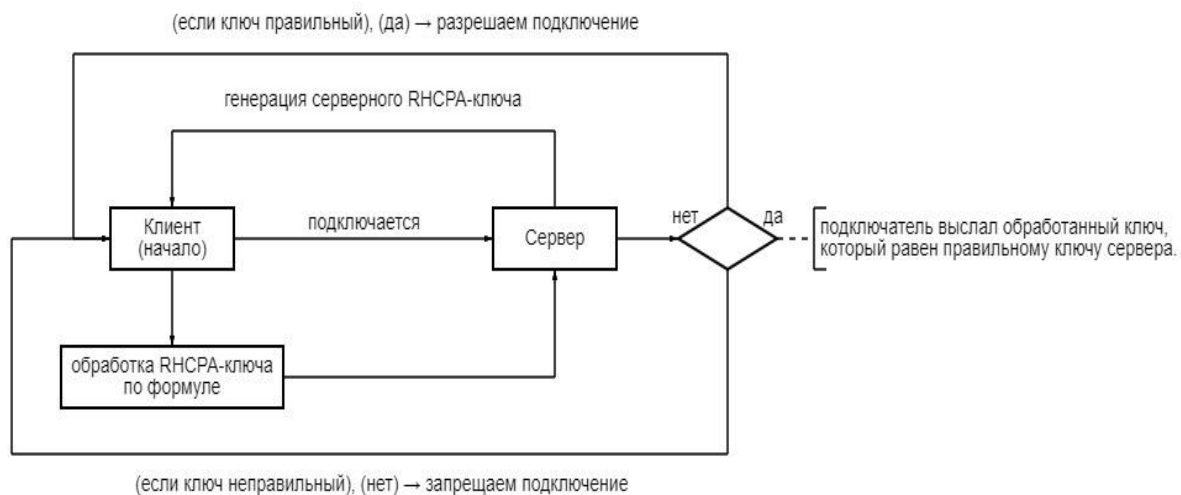 (если ключ правильный), (да) → разрешаем подключение
генерация серверного RHCPA-ключа
Клиент
(начало)
подключается
Сервер
нет
да
подключатель выслал обработанный ключ,
который равен правильному ключу сервера.
обработка RHCPA-ключа
по формуле
(если ключ неправильный), (нет) → запрещаем подключение